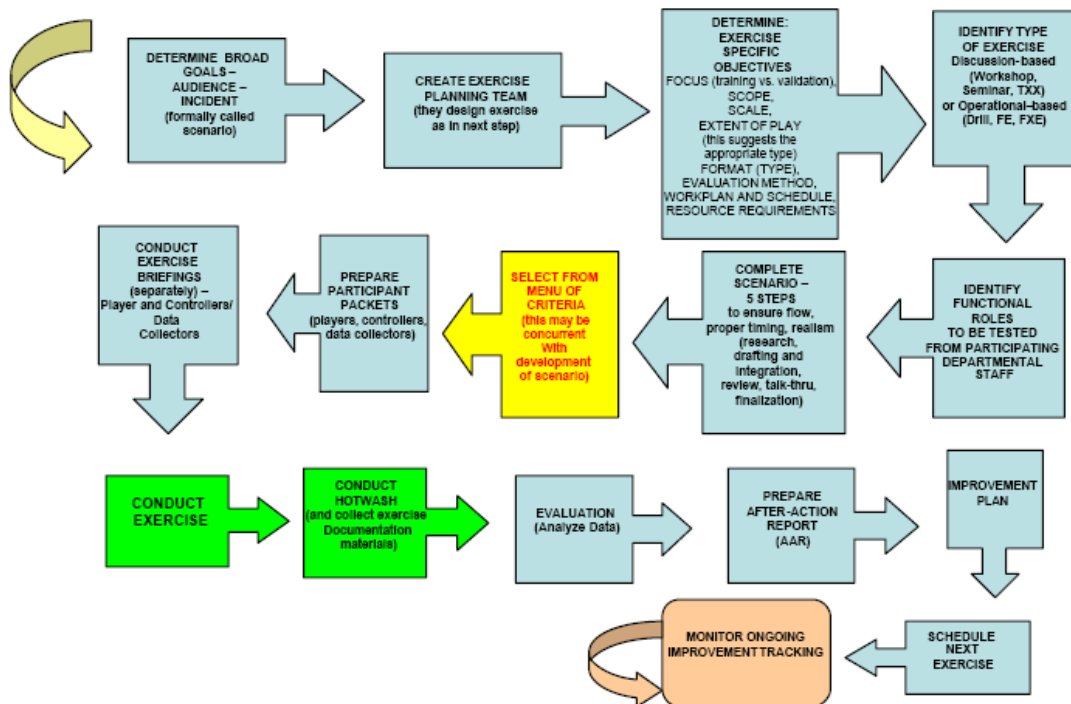 DETERMINE BROAD
GOALS –
AUDIENCE –
INCIDENT
(formally called
scenario)
CREATE EXERCISE
PLANNING TEAM
(they design exercise
as in next step)
DETERMINE:
EXERCISE
SPECIFIC
OBJECTIVES
FOCUS (training vs. validation),
SCOPE,
SCALE,
EXTENT OF PLAY
(this suggests the
appropriate type)
FORMAT (TYPE),
EVALUATION METHOD,
WORKPLAN AND SCHEDULE,
RESOURCE REQUIREMENTS
IDENTIFY TYPE
OF EXERCISE
Discussion-based
(Workshop,
Seminar, TXX)
or Operational–based
(Drill, FE, FXE)
IDENTIFY
FUNCTIONAL
ROLES
TO BE TESTED
FROM PARTICIPATING
DEPARTMENTAL
STAFF
COMPLETE
SCENARIO –
5 STEPS
to ensure flow,
proper timing, realism
(research,
drafting and
integration,
review, talk-thru,
finalization)
SELECT FROM
MENU OF
CRITERIA
(this may be
concurrent
With
development
of scenario)
PREPARE
PARTICIPANT
PACKETS
(players, controllers,
data collectors)
CONDUCT
EXERCISE
BRIEFINGS
(separately) –
Player and Controllers/
Data
Collectors
CONDUCT
EXERCISE
CONDUCT
HOTWASH
(and collect exercise
Documentation
materials)
EVALUATION
(Analyze Data)
PREPARE
AFTER-ACTION
REPORT
(AAR)
IMPROVEMENT
PLAN
SCHEDULE
NEXT
EXERCISE
MONITOR ONGOING
IMPROVEMENT TRACKING